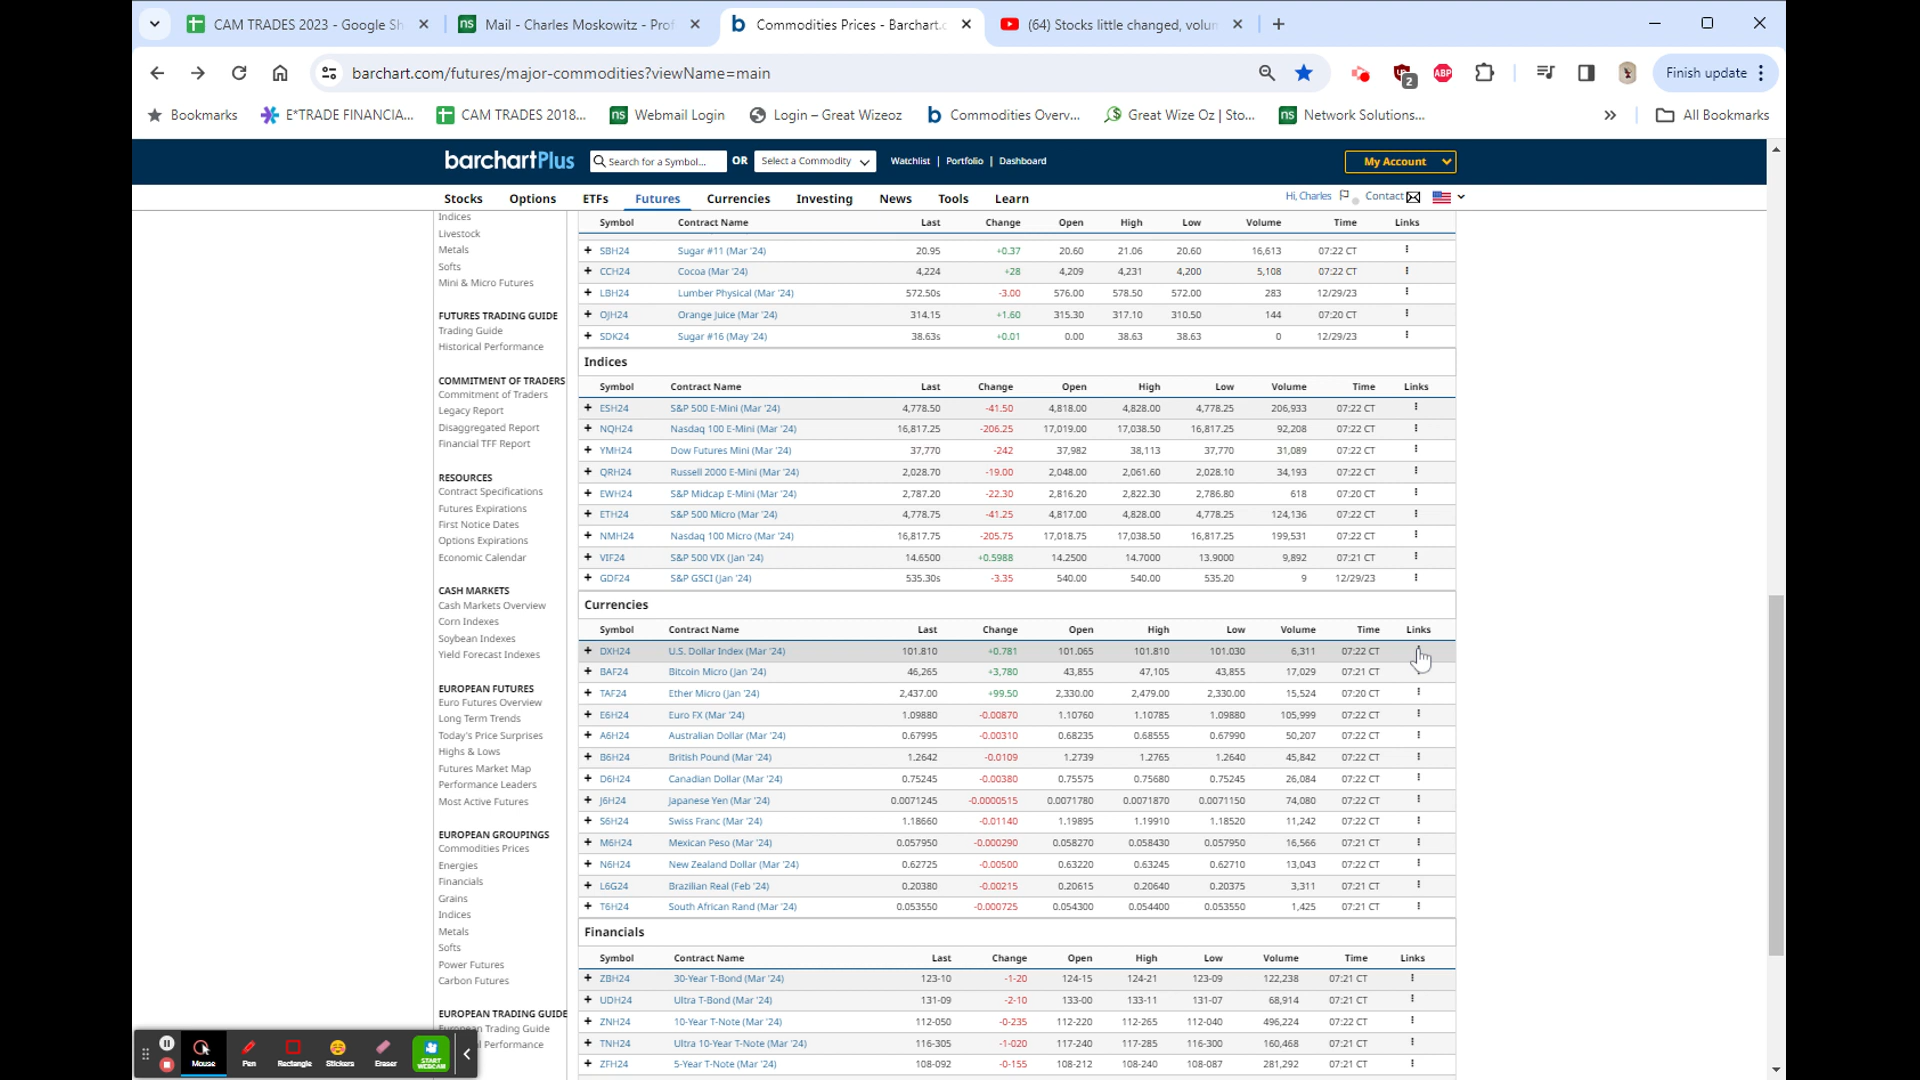 CAM TRADES 2023 - Google Sh
Mail - Charles Moskowitz - Prof
Commodities Prices - Barchart.c
(64) Stocks little changed, volun
barchart.com/futures/major-commodities?viewName=main
2
ABP
Finish update
Bookmarks
E*TRADE FINANCIA...
CAM TRADES 2018...
Webmail Login
Login – Great Wizeoz
Commodities Overv...
Great Wize Oz | Sto...
Network Solutions...
All Bookmarks
barchartPlus
Search for a Symbol...
OR
Select a Commodity
Watchlist | Portfolio | Dashboard
My Account
Stocks Options ETFs Futures Currencies Investing News Tools Learn
Hi, Charles
Contact
Indices
Livestock
Metals
Softs
Mini & Micro Futures
FUTURES TRADING GUIDE
Trading Guide
Historical Performance
COMMITMENT OF TRADERS
Commitment of Traders
Legacy Report
Disaggregated Report
Financial TFF Report
RESOURCES
Contract Specifications
Futures Expirations
First Notice Dates
Options Expirations
Economic Calendar
CASH MARKETS
Cash Markets Overview
Corn Indexes
Soybean Indexes
Yield Forecast Indexes
EUROPEAN FUTURES
Euro Futures Overview
Long Term Trends
Today's Price Surprises
Highs & Lows
Futures Market Map
Performance Leaders
Most Active Futures
EUROPEAN GROUPINGS
Commodities Prices
Energies
Financials
Grains
Indices
Metals
Softs
Power Futures
Carbon Futures
EUROPEAN TRADING GUIDE
European Trading Guide
al Performance
Symbol Contract Name Last Change Open High Low Volume Time Links
+ SBH24 Sugar #11 (Mar '24) 20.95 +0.37 20.60 21.06 20.60 16,613 07:22 CT
+ CCH24 Cocoa (Mar '24) 4,224 +28 4,209 4,231 4,200 5,108 07:22 CT
+ LBH24 Lumber Physical (Mar '24) 572.50s -3.00 576.00 578.50 572.00 283 12/29/23
+ OJH24 Orange Juice (Mar '24) 314.15 +1.60 315.30 317.10 310.50 144 07:20 CT
+ SDK24 Sugar #16 (May '24) 38.63s +0.01 0.00 38.63 38.63 0 12/29/23
Indices
Symbol Contract Name Last Change Open High Low Volume Time Links
+ ESH24 S&P 500 E-Mini (Mar '24) 4,778.50 -41.50 4,818.00 4,828.00 4,778.25 206,933 07:22 CT
+ NQH24 Nasdaq 100 E-Mini (Mar '24) 16,817.25 -206.25 17,019.00 17,038.50 16,817.25 92,208 07:22 CT
+ YMH24 Dow Futures Mini (Mar '24) 37,770 -242 37,982 38,113 37,770 31,089 07:22 CT
+ QRH24 Russell 2000 E-Mini (Mar '24) 2,028.70 -19.00 2,048.00 2,061.60 2,028.10 34,193 07:22 CT
+ EWH24 S&P Midcap E-Mini (Mar '24) 2,787.20 -22.30 2,816.20 2,822.30 2,786.80 618 07:20 CT
+ ETH24 S&P 500 Micro (Mar '24) 4,778.75 -41.25 4,817.00 4,828.00 4,778.25 124,136 07:22 CT
+ NMH24 Nasdaq 100 Micro (Mar '24) 16,817.75 -205.75 17,018.75 17,038.50 16,817.25 199,531 07:22 CT
+ VIF24 S&P 500 VIX (Jan '24) 14.6500 +0.5988 14.2500 14.7000 13.9000 9,892 07:21 CT
+ GDF24 S&P GSCI (Jan '24) 535.30s -3.35 540.00 540.00 535.20 9 12/29/23
Currencies
Symbol Contract Name Last Change Open High Low Volume Time Links
+ DXH24 U.S. Dollar Index (Mar '24) 101.810 +0.781 101.065 101.810 101.030 6,311 07:22 CT
+ BAF24 Bitcoin Micro (Jan '24) 46,265 +3,780 43,855 47,105 43,855 17,029 07:21 CT
+ TAF24 Ether Micro (Jan '24) 2,437.00 +99.50 2,330.00 2,479.00 2,330.00 15,524 07:20 CT
+ E6H24 Euro FX (Mar '24) 1.09880 -0.00870 1.10760 1.10785 1.09880 105,999 07:22 CT
+ A6H24 Australian Dollar (Mar '24) 0.67995 -0.00310 0.68235 0.68555 0.67990 50,207 07:22 CT
+ B6H24 British Pound (Mar '24) 1.2642 -0.0109 1.2739 1.2765 1.2640 45,842 07:22 CT
+ D6H24 Canadian Dollar (Mar '24) 0.75245 -0.00380 0.75575 0.75680 0.75245 26,084 07:22 CT
+ J6H24 Japanese Yen (Mar '24) 0.0071245 -0.0000515 0.0071780 0.0071870 0.0071150 74,080 07:22 CT
+ S6H24 Swiss Franc (Mar '24) 1.18660 -0.01140 1.19895 1.19910 1.18520 11,242 07:22 CT
+ M6H24 Mexican Peso (Mar '24) 0.057950 -0.000290 0.058270 0.058430 0.057950 16,566 07:21 CT
+ N6H24 New Zealand Dollar (Mar '24) 0.62725 -0.00500 0.63220 0.63245 0.62710 13,043 07:22 CT
+ L6G24 Brazilian Real (Feb '24) 0.20380 -0.00215 0.20615 0.20640 0.20375 3,311 07:21 CT
+ T6H24 South African Rand (Mar '24) 0.053550 -0.000725 0.054300 0.054400 0.053550 1,425 07:21 CT
Financials
Symbol Contract Name Last Change Open High Low Volume Time Links
+ ZBH24 30-Year T-Bond (Mar '24) 123-10 -1-20 124-15 124-21 123-09 122,238 07:21 CT
+ UDH24 Ultra T-Bond (Mar '24) 131-09 -2-10 133-00 133-11 131-07 68,914 07:21 CT
+ ZNH24 10-Year T-Note (Mar '24) 112-050 -0-235 112-220 112-265 112-040 496,224 07:22 CT
+ TNH24 Ultra 10-Year T-Note (Mar '24) 116-305 -1-020 117-240 117-285 116-300 160,468 07:21 CT
+ ZFH24 5-Year T-Note (Mar '24) 108-092 -0-155 108-212 108-240 108-087 281,292 07:21 CT
Mouse Pen Rectangle Stickers Eraser START WEBCAM